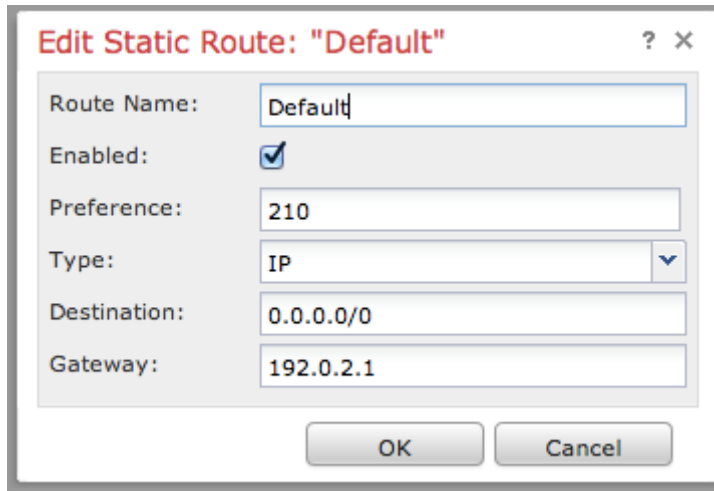 Edit Static Route: "Default" ? ×
Route Name: Default
Enabled:
Preference: 210
Type: IP
Destination: 0.0.0.0/0
Gateway: 192.0.2.1
OK Cancel